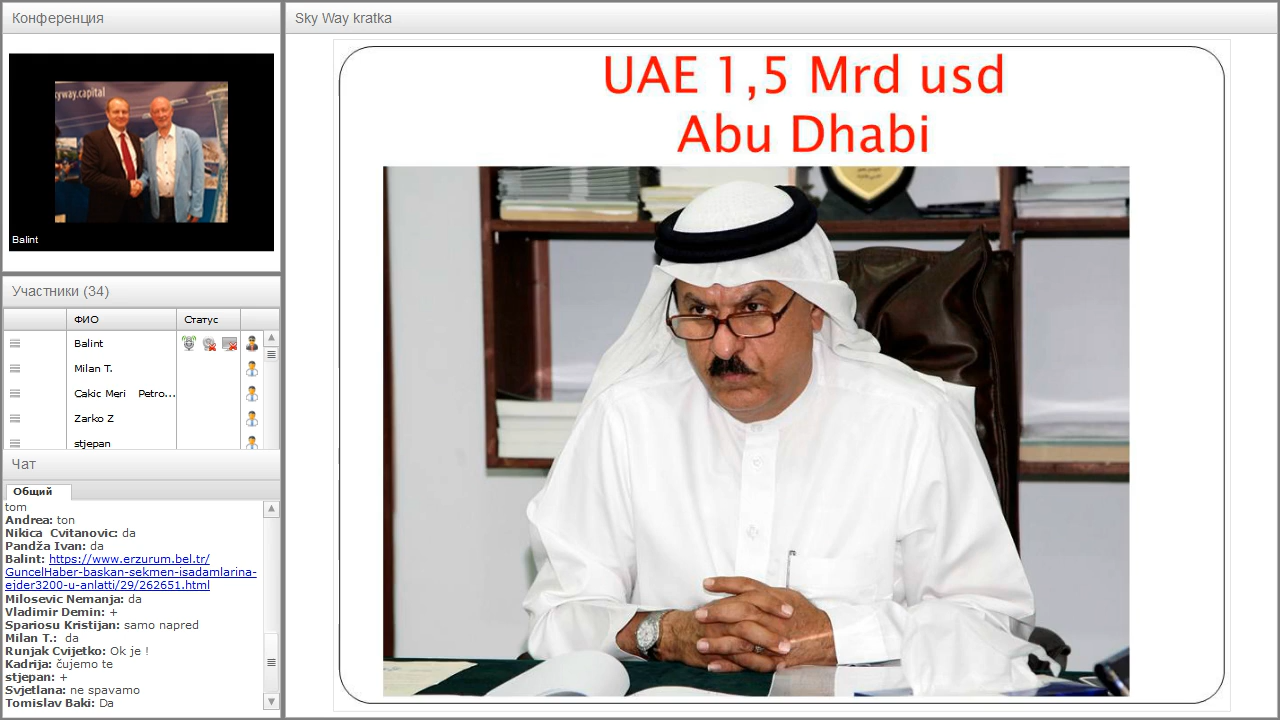 Конференция
kyway.capital
Balint
Участники (34)
ФИО Статус
Balint
Milan T.
Cakic Meri Petro...
Zarko Z
stjepan
Чат
Общий
tom
Andrea: ton
Nikica Cvitanovic: da
Pandža Ivan: da
Balint: https://www.erzurum.bel.tr/
GuncelHaber-baskan-sekmen-isadamlarina-
ejder3200-u-anlatti/29/262651.html
Milosevic Nemanja: da
Vladimir Demin: +
Spariosu Kristijan: samo napred
Milan T.: da
Runjak Cvijetko: Ok je !
Kadrija: čujemo te
stjepan: +
Svjetlana: ne spavamo
Tomislav Baki: Da
Sky Way kratka
UAE 1,5 Mrd usd
Abu Dhabi